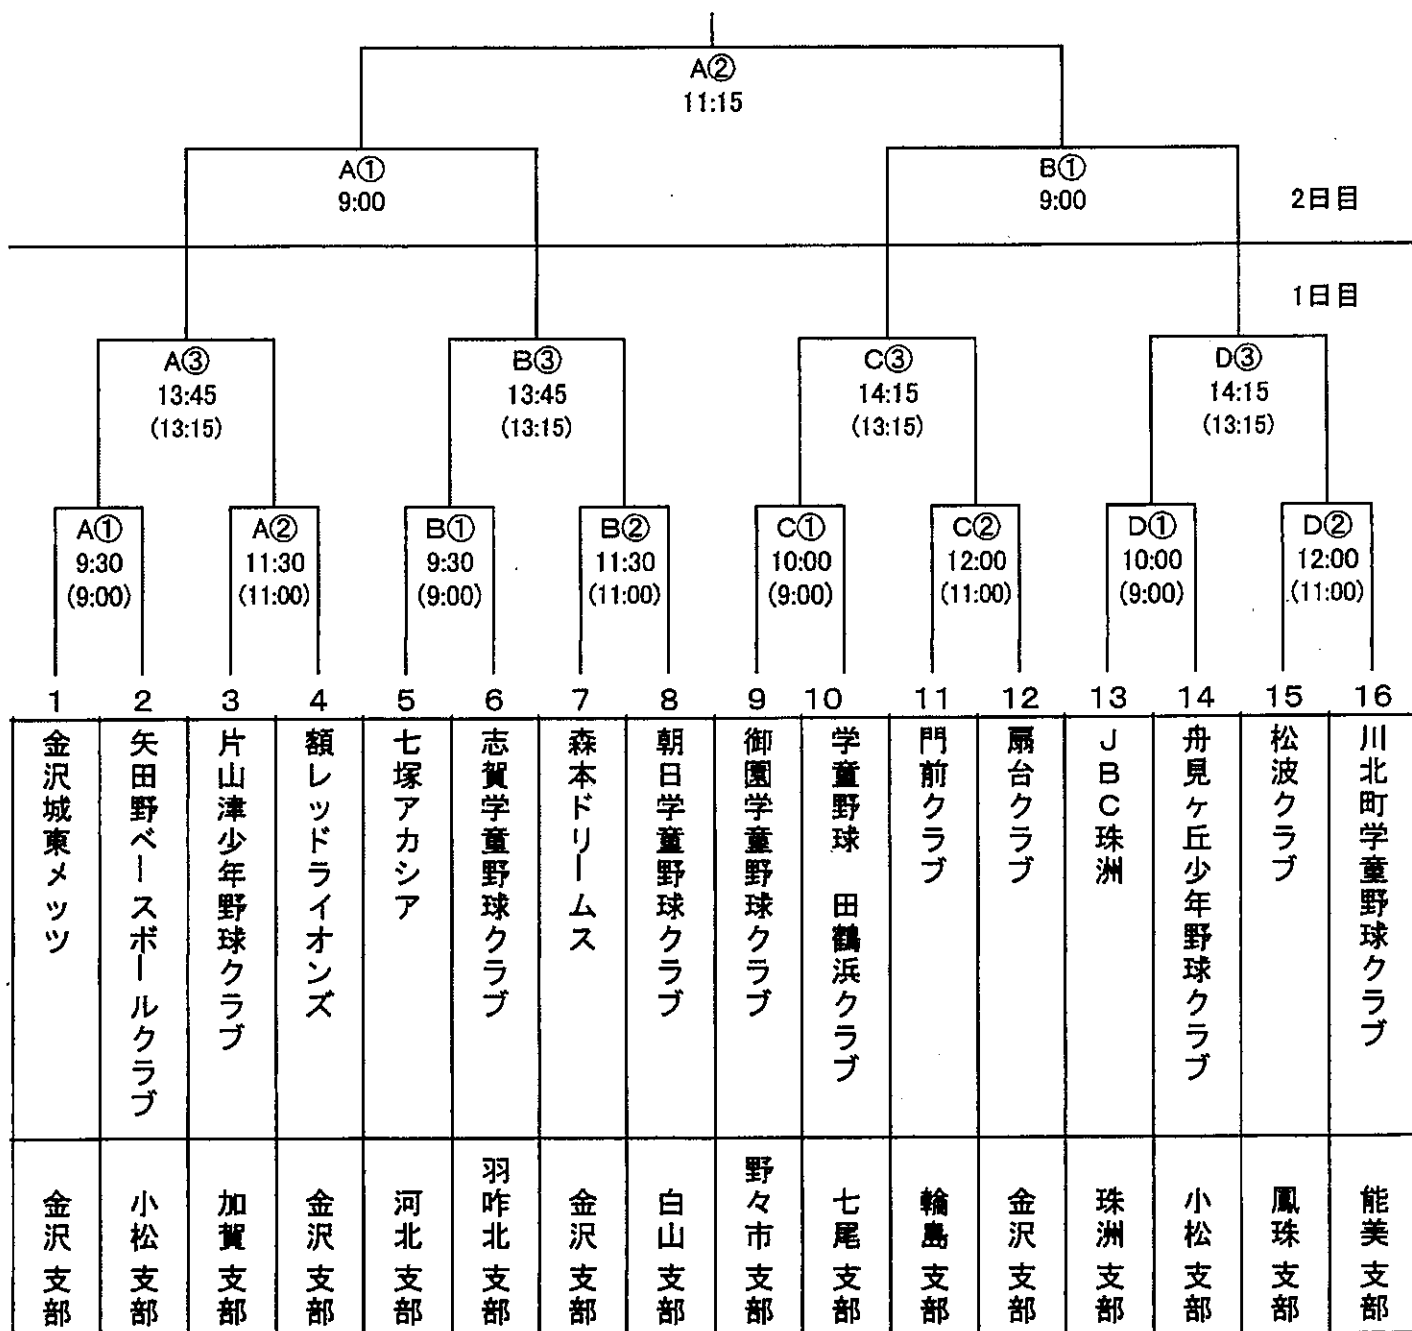 A②
11:15
A①
9:00
B①
9:00
2日目
1日目
A③
13:45
(13:15)
B③
13:45
(13:15)
C③
14:15
(13:15)
D③
14:15
(13:15)
A①
9:30
(9:00)
A②
11:30
(11:00)
B①
9:30
(9:00)
B②
11:30
(11:00)
C①
10:00
(9:00)
C②
12:00
(11:00)
D①
10:00
(9:00)
D②
12:00
(11:00)
1 2 3 4 5 6 7 8 9 10 11 12 13 14 15 16
金沢城東メッツ
矢田野ベースボールクラブ
片山津少年野球クラブ
額レッドライオンズ
七塚アカシア
志賀学童野球クラブ
森本ドリームス
朝日学童野球クラブ
御園学童野球クラブ
学童野球　田鶴浜クラブ
門前クラブ
扇台クラブ
JBC珠洲
舟見ヶ丘少年野球クラブ
松波クラブ
川北町学童野球クラブ
金沢支部
小松支部
加賀支部
金沢支部
河北支部
羽咋北支部
金沢支部
白山支部
野々市支部
七尾支部
輪島支部
金沢支部
珠洲支部
小松支部
鳳珠支部
能美支部